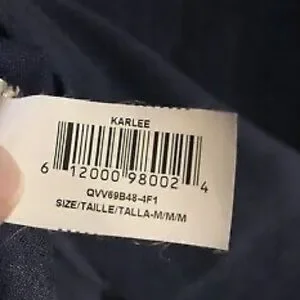 KARLEE
6 12000 98002 4
QVV69B48-4F1
SIZE/TAILLE/TALLA-M/M/M